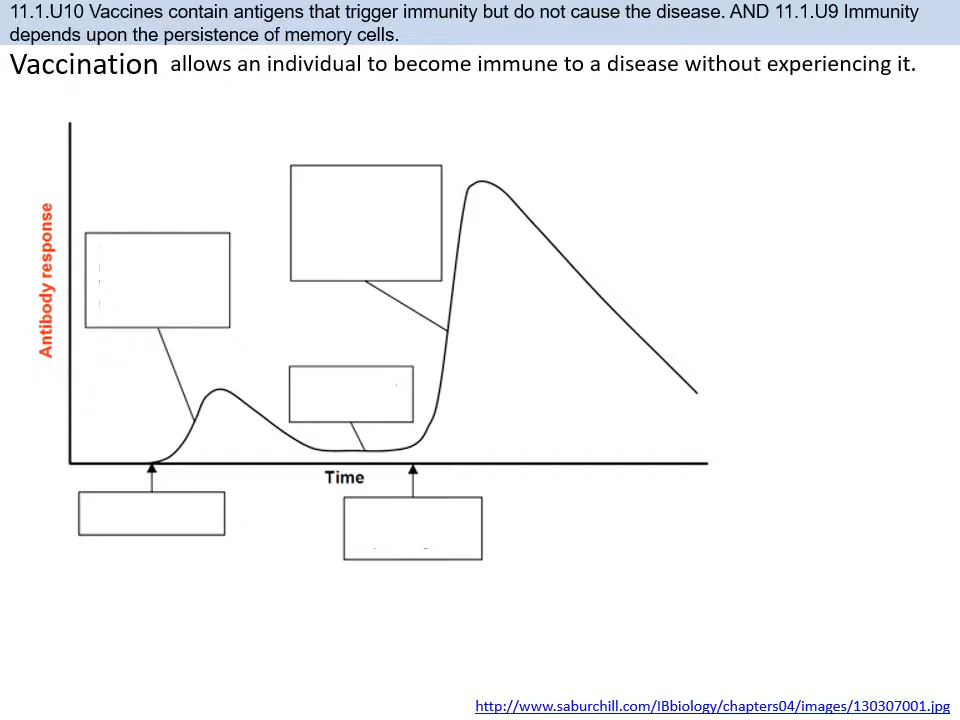 11.1.U10 Vaccines contain antigens that trigger immunity but do not cause the disease. AND 11.1.U9 Immunity
depends upon the persistence of memory cells.
Vaccination allows an individual to become immune to a disease without experiencing it.
Antibody response
Time
http://www.saburchill.com/IBbiology/chapters04/images/130307001.jpg